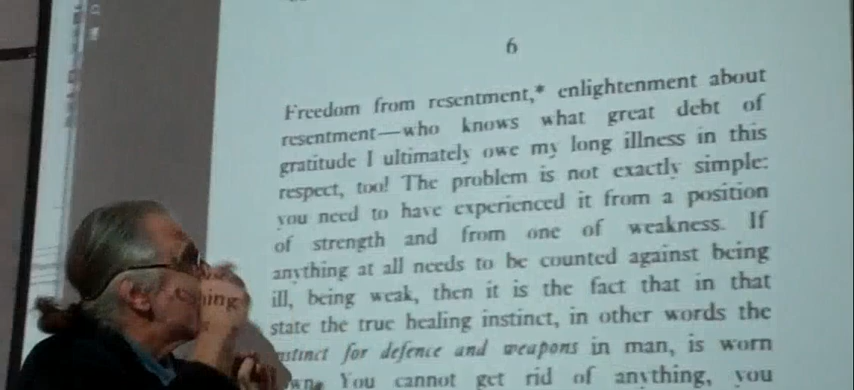 6
Freedom from resentment,* enlightenment about
resentment—who knows what great debt of
gratitude I ultimately owe my long illness in this
respect, too! The problem is not exactly simple:
you need to have experienced it from a position
of strength and from one of weakness. If
anything at all needs to be counted against being
ill, being weak, then it is the fact that in that
state the true healing instinct, in other words the
instinct for defence and weapons in man, is worn
You cannot get rid of anything, you